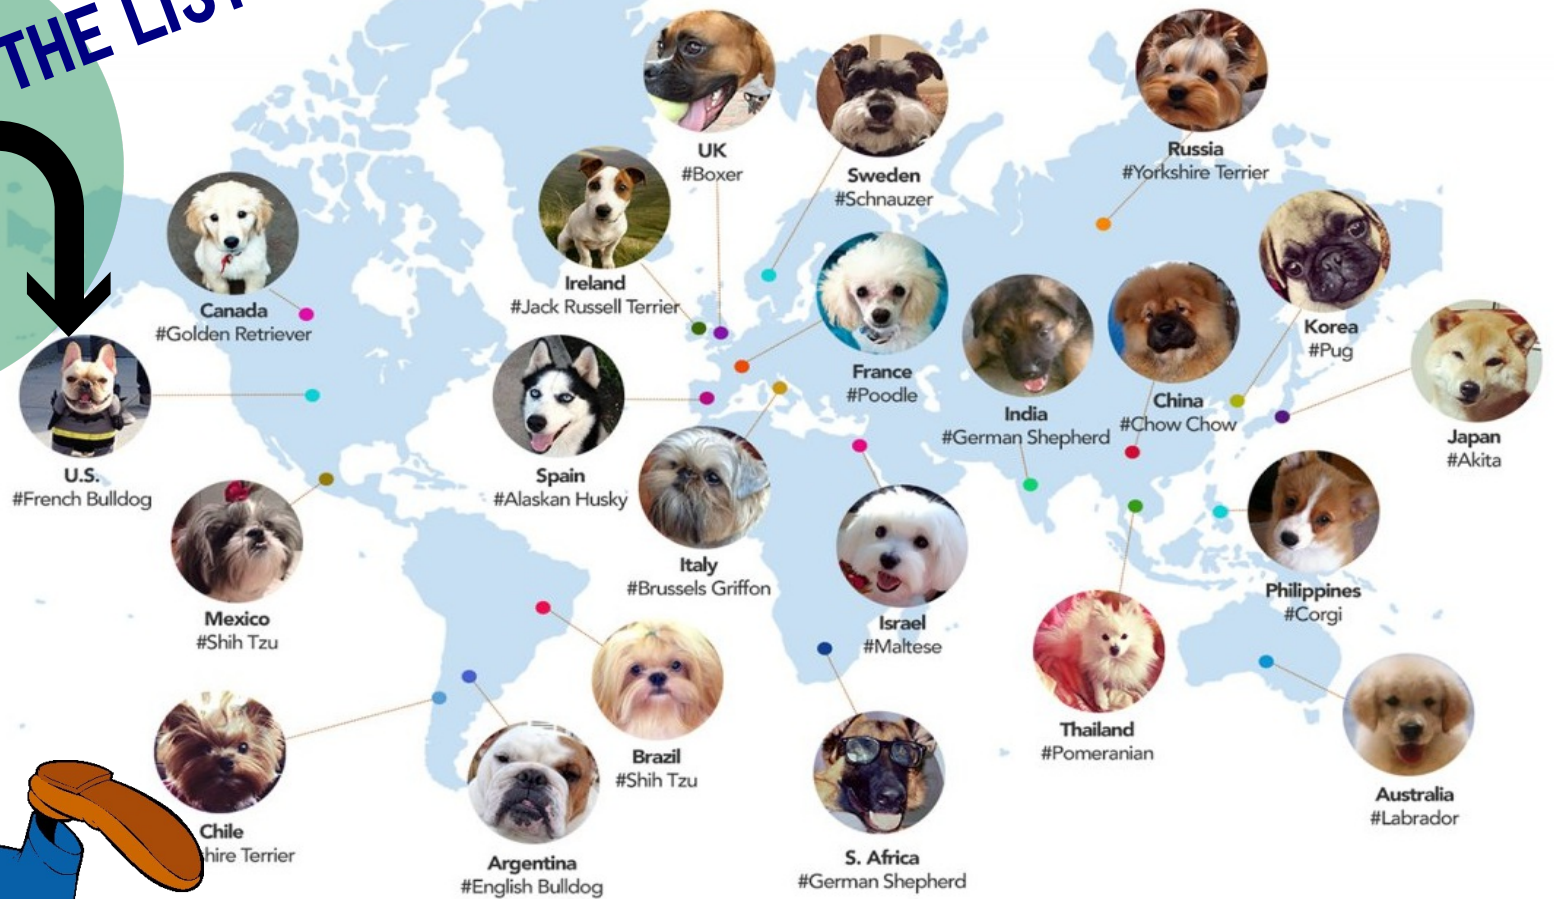 THE LIST
UK
#Boxer
Sweden
#Schnauzer
Russia
#Yorkshire Terrier
Canada
#Golden Retriever
Ireland
#Jack Russell Terrier
Korea
#Pug
France
#Poodle
India
#German Shepherd
China
#Chow Chow
Japan
#Akita
U.S.
#French Bulldog
Spain
#Alaskan Husky
Italy
#Brussels Griffon
Mexico
#Shih Tzu
Israel
#Maltese
Philippines
#Corgi
Thailand
#Pomeranian
Brazil
#Shih Tzu
Australia
#Labrador
Chile
hire Terrier
Argentina
#English Bulldog
S. Africa
#German Shepherd